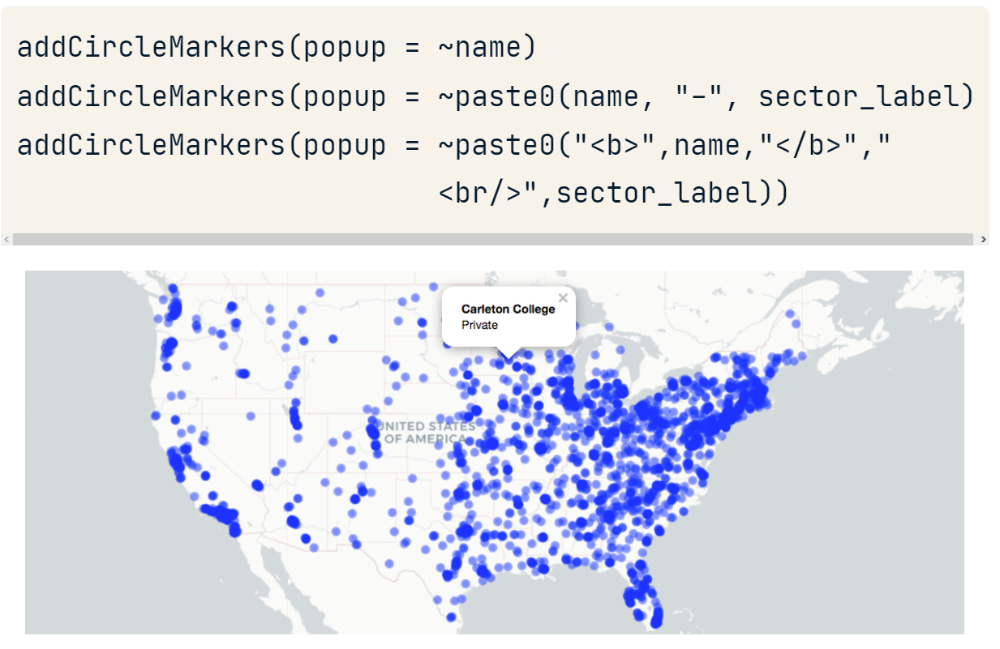 addCircleMarkers(popup = ~name)
addCircleMarkers(popup = ~paste0(name, "-", sector_label)
addCircleMarkers(popup = ~paste0("<b>",name,"</b>","
<br/>",sector_label))
Carleton College
Private
UNITED STATES
OF AMERICA